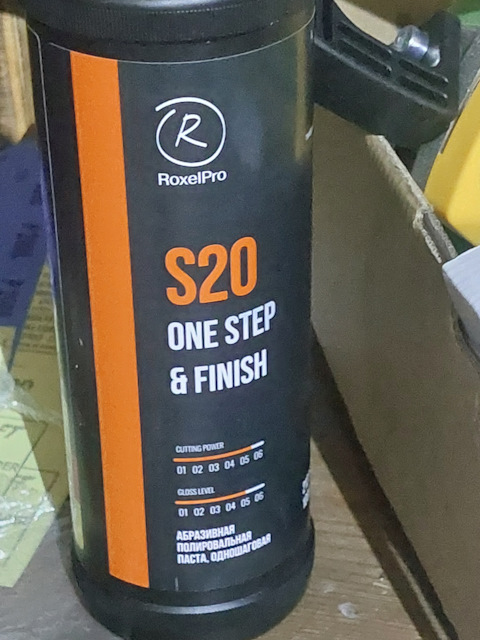 R
RoxelPro
S20
ONE STEP
& FINISH
CUTTING POWER
01 02 03 04 05 06
GLOSS LEVEL
01 02 03 04 05 06
АБРАЗИВНАЯ
ПОЛИРОВАЛЬНАЯ
ПАСТА, ОДНОШАГОВАЯ